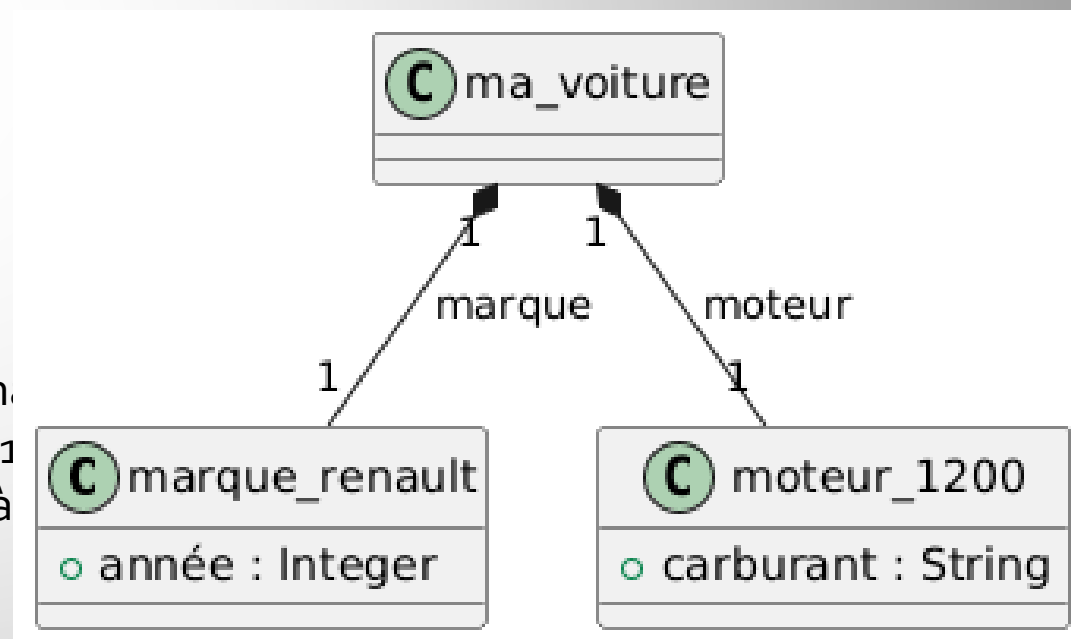 C ma_voiture
1
1
marque
moteur
1
1
C marque_renault
année : Integer
C moteur_1200
carburant : String